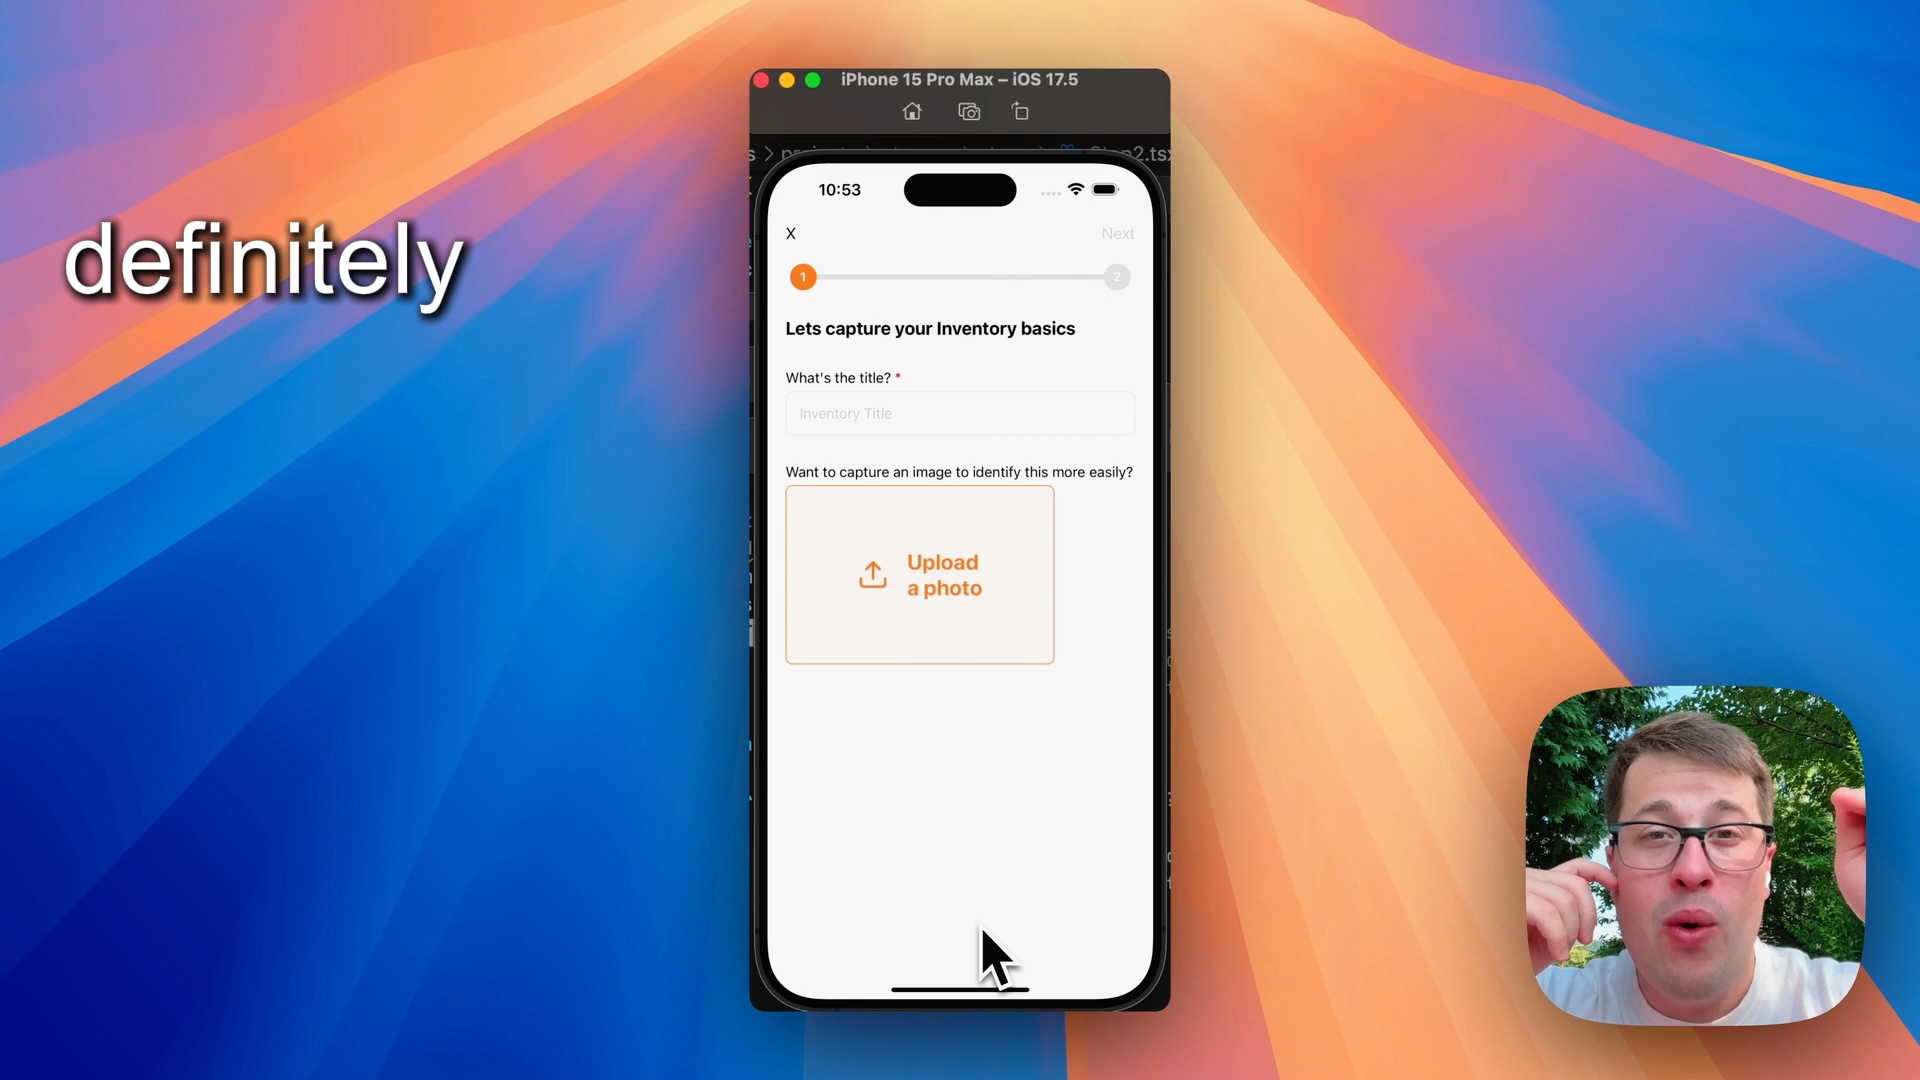 definitely
iPhone 15 Pro Max – iOS 17.5
10:53
X
Next
1
2
Lets capture your Inventory basics
What's the title? *
Inventory Title
Want to capture an image to identify this more easily?
Upload
a photo